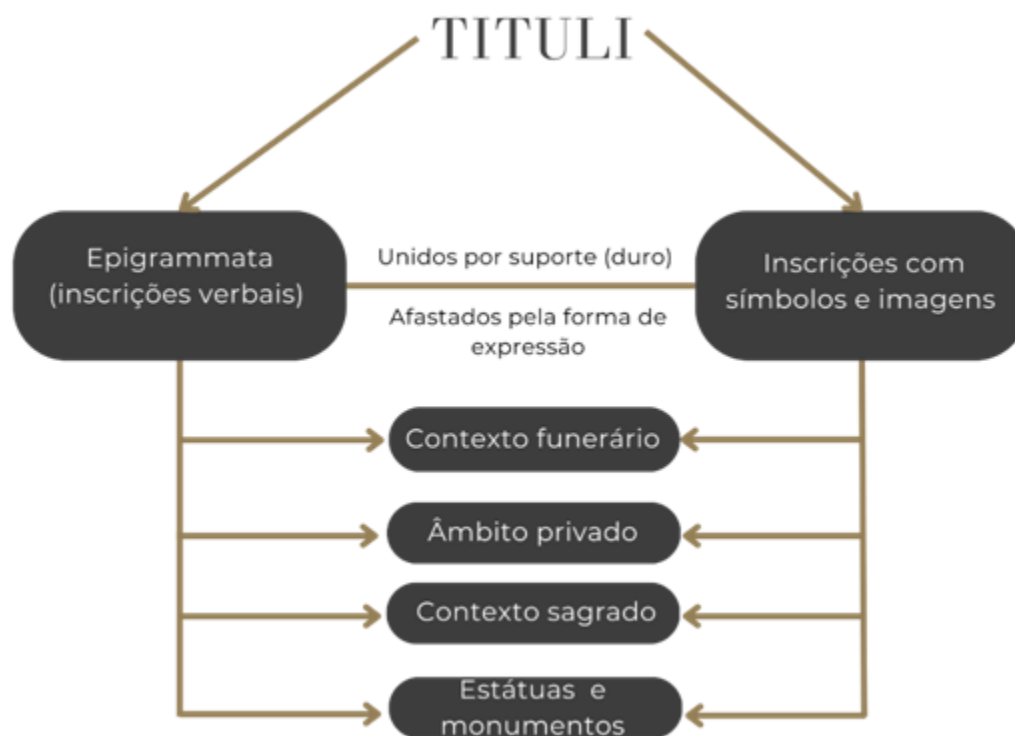 TITULI
Epigrammata
(inscrições verbais)
Unidos por suporte (duro)
Afastados pela forma de
expressão
Inscrições com
símbolos e imagens
Contexto funerário
Âmbito privado
Contexto sagrado
Estátuas e
monumentos